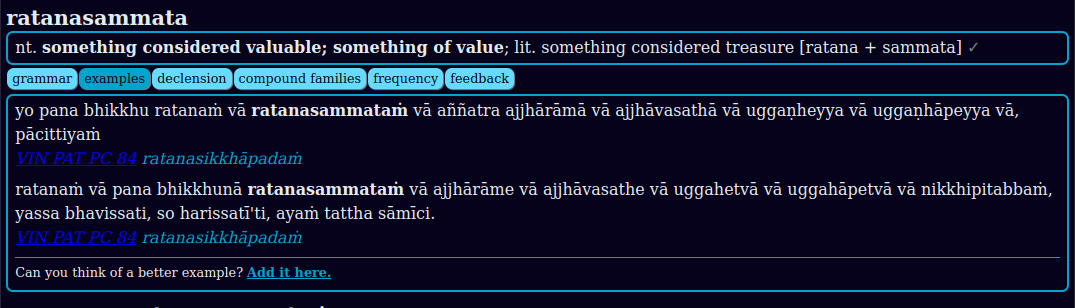 ratanasammata
nt. something considered valuable; something of value; lit. something considered treasure [ratana + sammata] ✓
grammar examples declension compound families frequency feedback
yo pana bhikkhu ratanaṁ vā ratanasammataṁ vā aññatra ajjhārāmā vā ajjhāvasathā vā uggaṇheyya vā uggaṇhāpeyya vā,
pācittiyaṁ
VIN PAT PC 84 ratanasikkhāpadaṁ
ratanaṁ vā pana bhikkhunā ratanasammataṁ vā ajjhārāme vā ajjhāvasathe vā uggahetvā vā uggahāpetvā vā nikkhipitabbaṁ,
yassa bhavissati, so harissatī'ti, ayaṁ tattha sāmīci.
VIN PAT PC 84 ratanasikkhāpadaṁ
Can you think of a better example? Add it here.